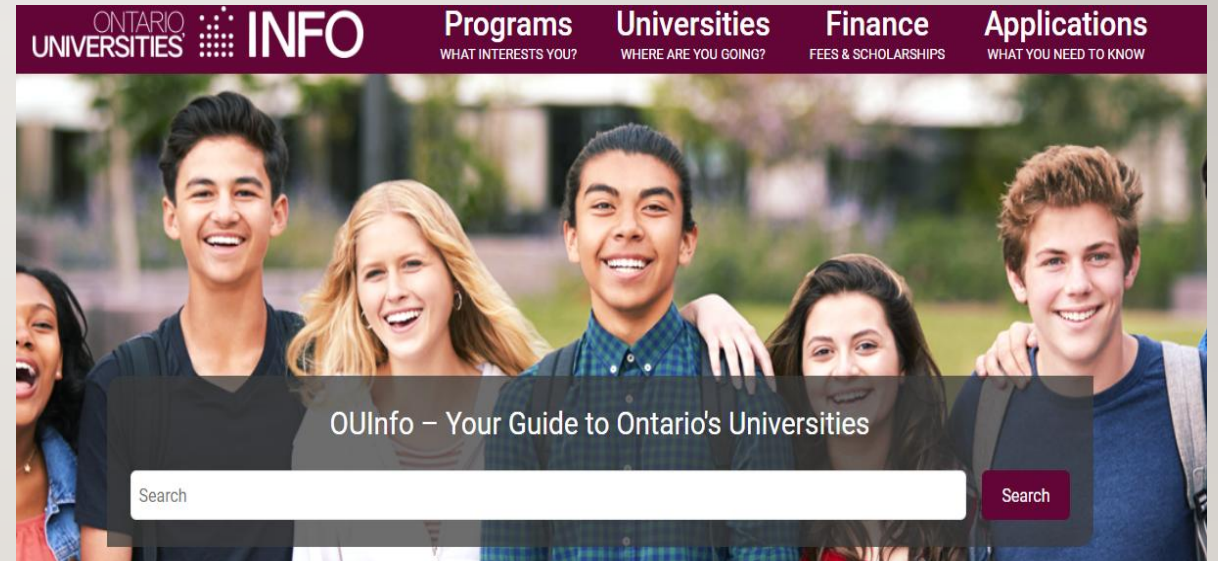 ONTARIO
UNIVERSITIES' INFO
Programs
WHAT INTERESTS YOU?
Universities
WHERE ARE YOU GOING?
Finance
FEES & SCHOLARSHIPS
Applications
WHAT YOU NEED TO KNOW
OUInfo – Your Guide to Ontario's Universities
Search
Search